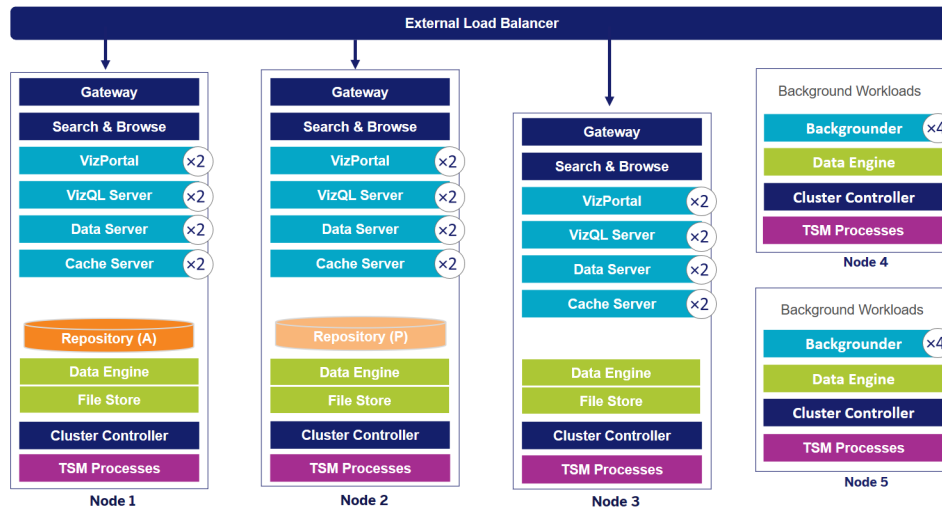 External Load Balancer
Gateway
Search & Browse
VizPortal ×2
VizQL Server ×2
Data Server ×2
Cache Server ×2
Repository (A)
Data Engine
File Store
Cluster Controller
TSM Processes
Node 1
Gateway
Search & Browse
VizPortal ×2
VizQL Server ×2
Data Server ×2
Cache Server ×2
Repository (P)
Data Engine
File Store
Cluster Controller
TSM Processes
Node 2
Gateway
Search & Browse
VizPortal ×2
VizQL Server ×2
Data Server ×2
Cache Server ×2
Data Engine
File Store
Cluster Controller
TSM Processes
Node 3
Background Workloads
Backgrounder ×4
Data Engine
Cluster Controller
TSM Processes
Node 4
Background Workloads
Backgrounder ×4
Data Engine
Cluster Controller
TSM Processes
Node 5